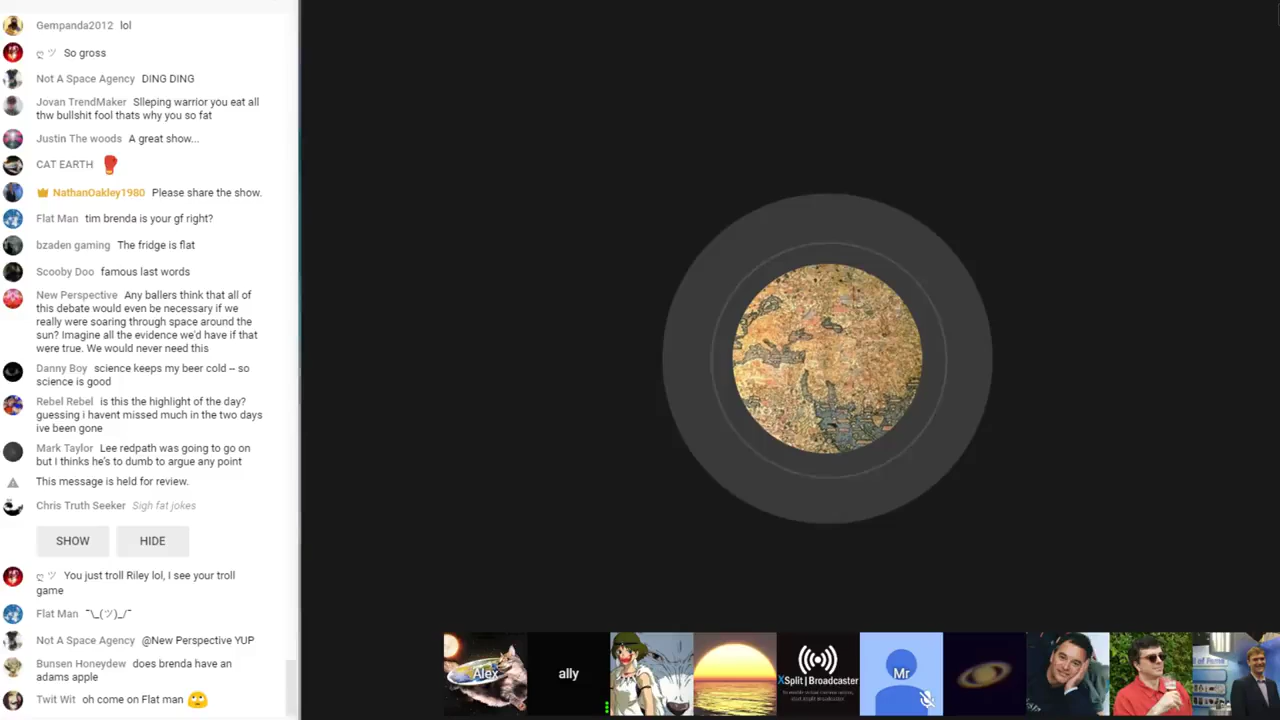 Gempanda2012 lol
ღ ツ So gross
Not A Space Agency DING DING
Jovan TrendMaker Slleping warrior you eat all
thw bullshit fool thats why you so fat
Justin The woods A great show...
CAT EARTH 🥊
NathanOakley1980 Please share the show.
Flat Man tim brenda is your gf right?
bzaden gaming The fridge is flat
Scooby Doo famous last words
New Perspective Any ballers think that all of
this debate would even be necessary if we
really were soaring through space around the
sun? Imagine all the evidence we'd have if that
were true. We would never need this
Danny Boy science keeps my beer cold -- so
science is good
Rebel Rebel is this the highlight of the day?
guessing i havent missed much in the two days
ive been gone
Mark Taylor Lee redpath was going to go on
but I thinks he's to dumb to argue any point
This message is held for review.
Chris Truth Seeker Sigh fat jokes
SHOW HIDE
ღ ツ You just troll Riley lol, I see your troll
game
Flat Man ¯\_(ツ)_/¯
Not A Space Agency @New Perspective YUP
Bunsen Honeydew does brenda have an
adams apple
Twit Wit oh come on Flat man 🙄
Alex
ally
XSplit | Broadcaster
Mr